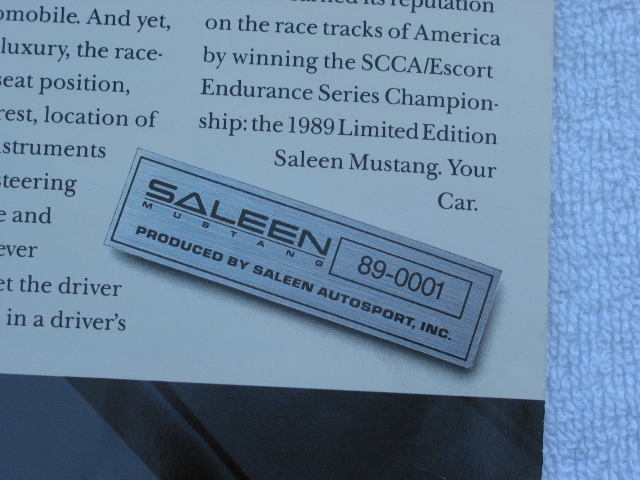 omobile. And yet,
luxury, the race-
seat position,
rest, location of
struments
steering
e and
ever
et the driver
in a driver's
its reputation
on the race tracks of America
by winning the SCCA/Escort
Endurance Series Champion-
ship: the 1989 Limited Edition
Saleen Mustang. Your
Car.
SALEEN
MUSTANG
89-0001
PRODUCED BY SALEEN AUTOSPORT, INC.